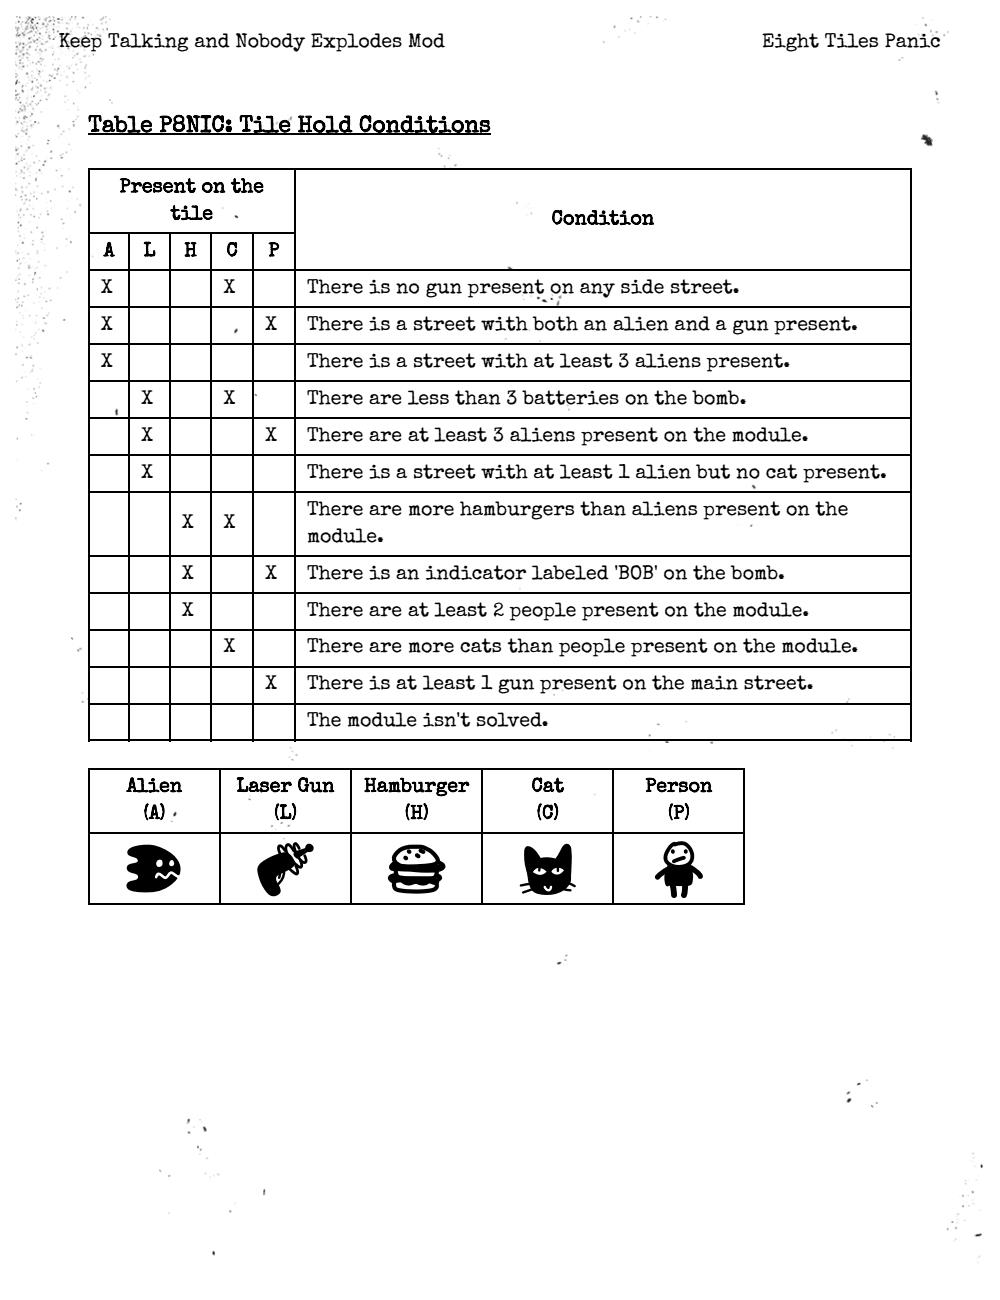 Keep Talking and Nobody Explodes Mod
Eight Tiles Panic
Table P8NIC: Tile Hold Conditions
Present on the
tile
Condition
A L H C P
X X There is no gun present on any side street.
X X There is a street with both an alien and a gun present.
X There is a street with at least 3 aliens present.
X X There are less than 3 batteries on the bomb.
X X There are at least 3 aliens present on the module.
X There is a street with at least 1 alien but no cat present.
X X There are more hamburgers than aliens present on the
module.
X X There is an indicator labeled 'BOB' on the bomb.
X There are at least 2 people present on the module.
X There are more cats than people present on the module.
X There is at least 1 gun present on the main street.
The module isn't solved.
Alien Laser Gun Hamburger Cat Person
(A) (L) (H) (C) (P)